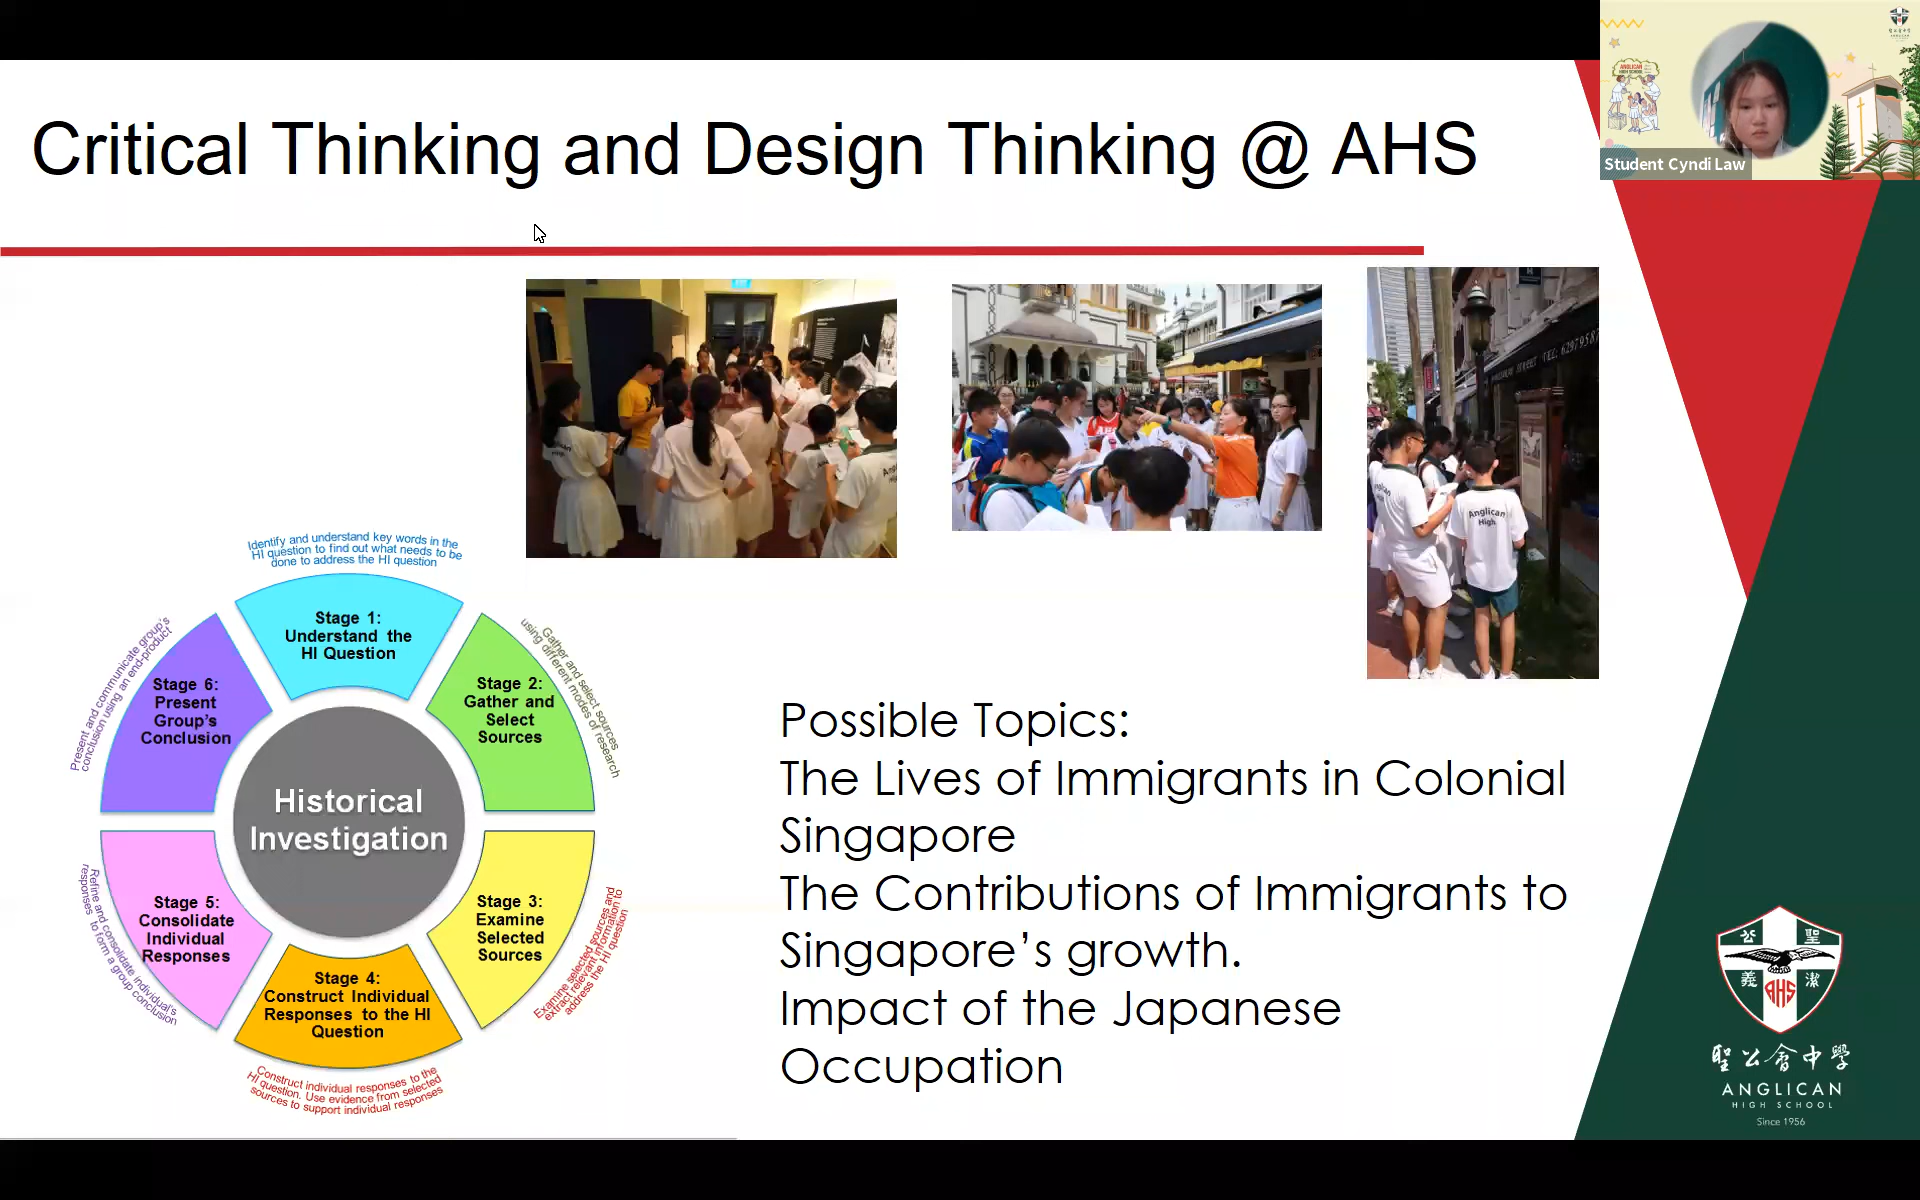 Critical Thinking and Design Thinking @ AHS
Student Cyndi Law
Identify and understand key words in the
HI question to find out what needs to be
done to address the HI question
Stage 1:
Understand the
HI Question
Gather and select sources
using different modes of research
Stage 2:
Gather and
Select
Sources
Examine selected sources and
extract relevant information to
address the HI question
Stage 3:
Examine
Selected
Sources
Stage 4:
Construct Individual
Responses to the HI
Question
Construct individual responses to the
HI question. Use evidence from selected
sources to support individual responses
Stage 5:
Consolidate
Individual
Responses
Refine and consolidate individual's
responses to form a group conclusion
Stage 6:
Present
Group's
Conclusion
Present and communicate group's
conclusion using an end-product
Historical
Investigation
Possible Topics:
The Lives of Immigrants in Colonial
Singapore
The Contributions of Immigrants to
Singapore's growth.
Impact of the Japanese
Occupation
Anglican
High
公 聖
義 潔
AHS
聖公會中學
ANGLICAN
HIGH SCHOOL
Since 1956
ANGLICAN
HIGH SCHOOL